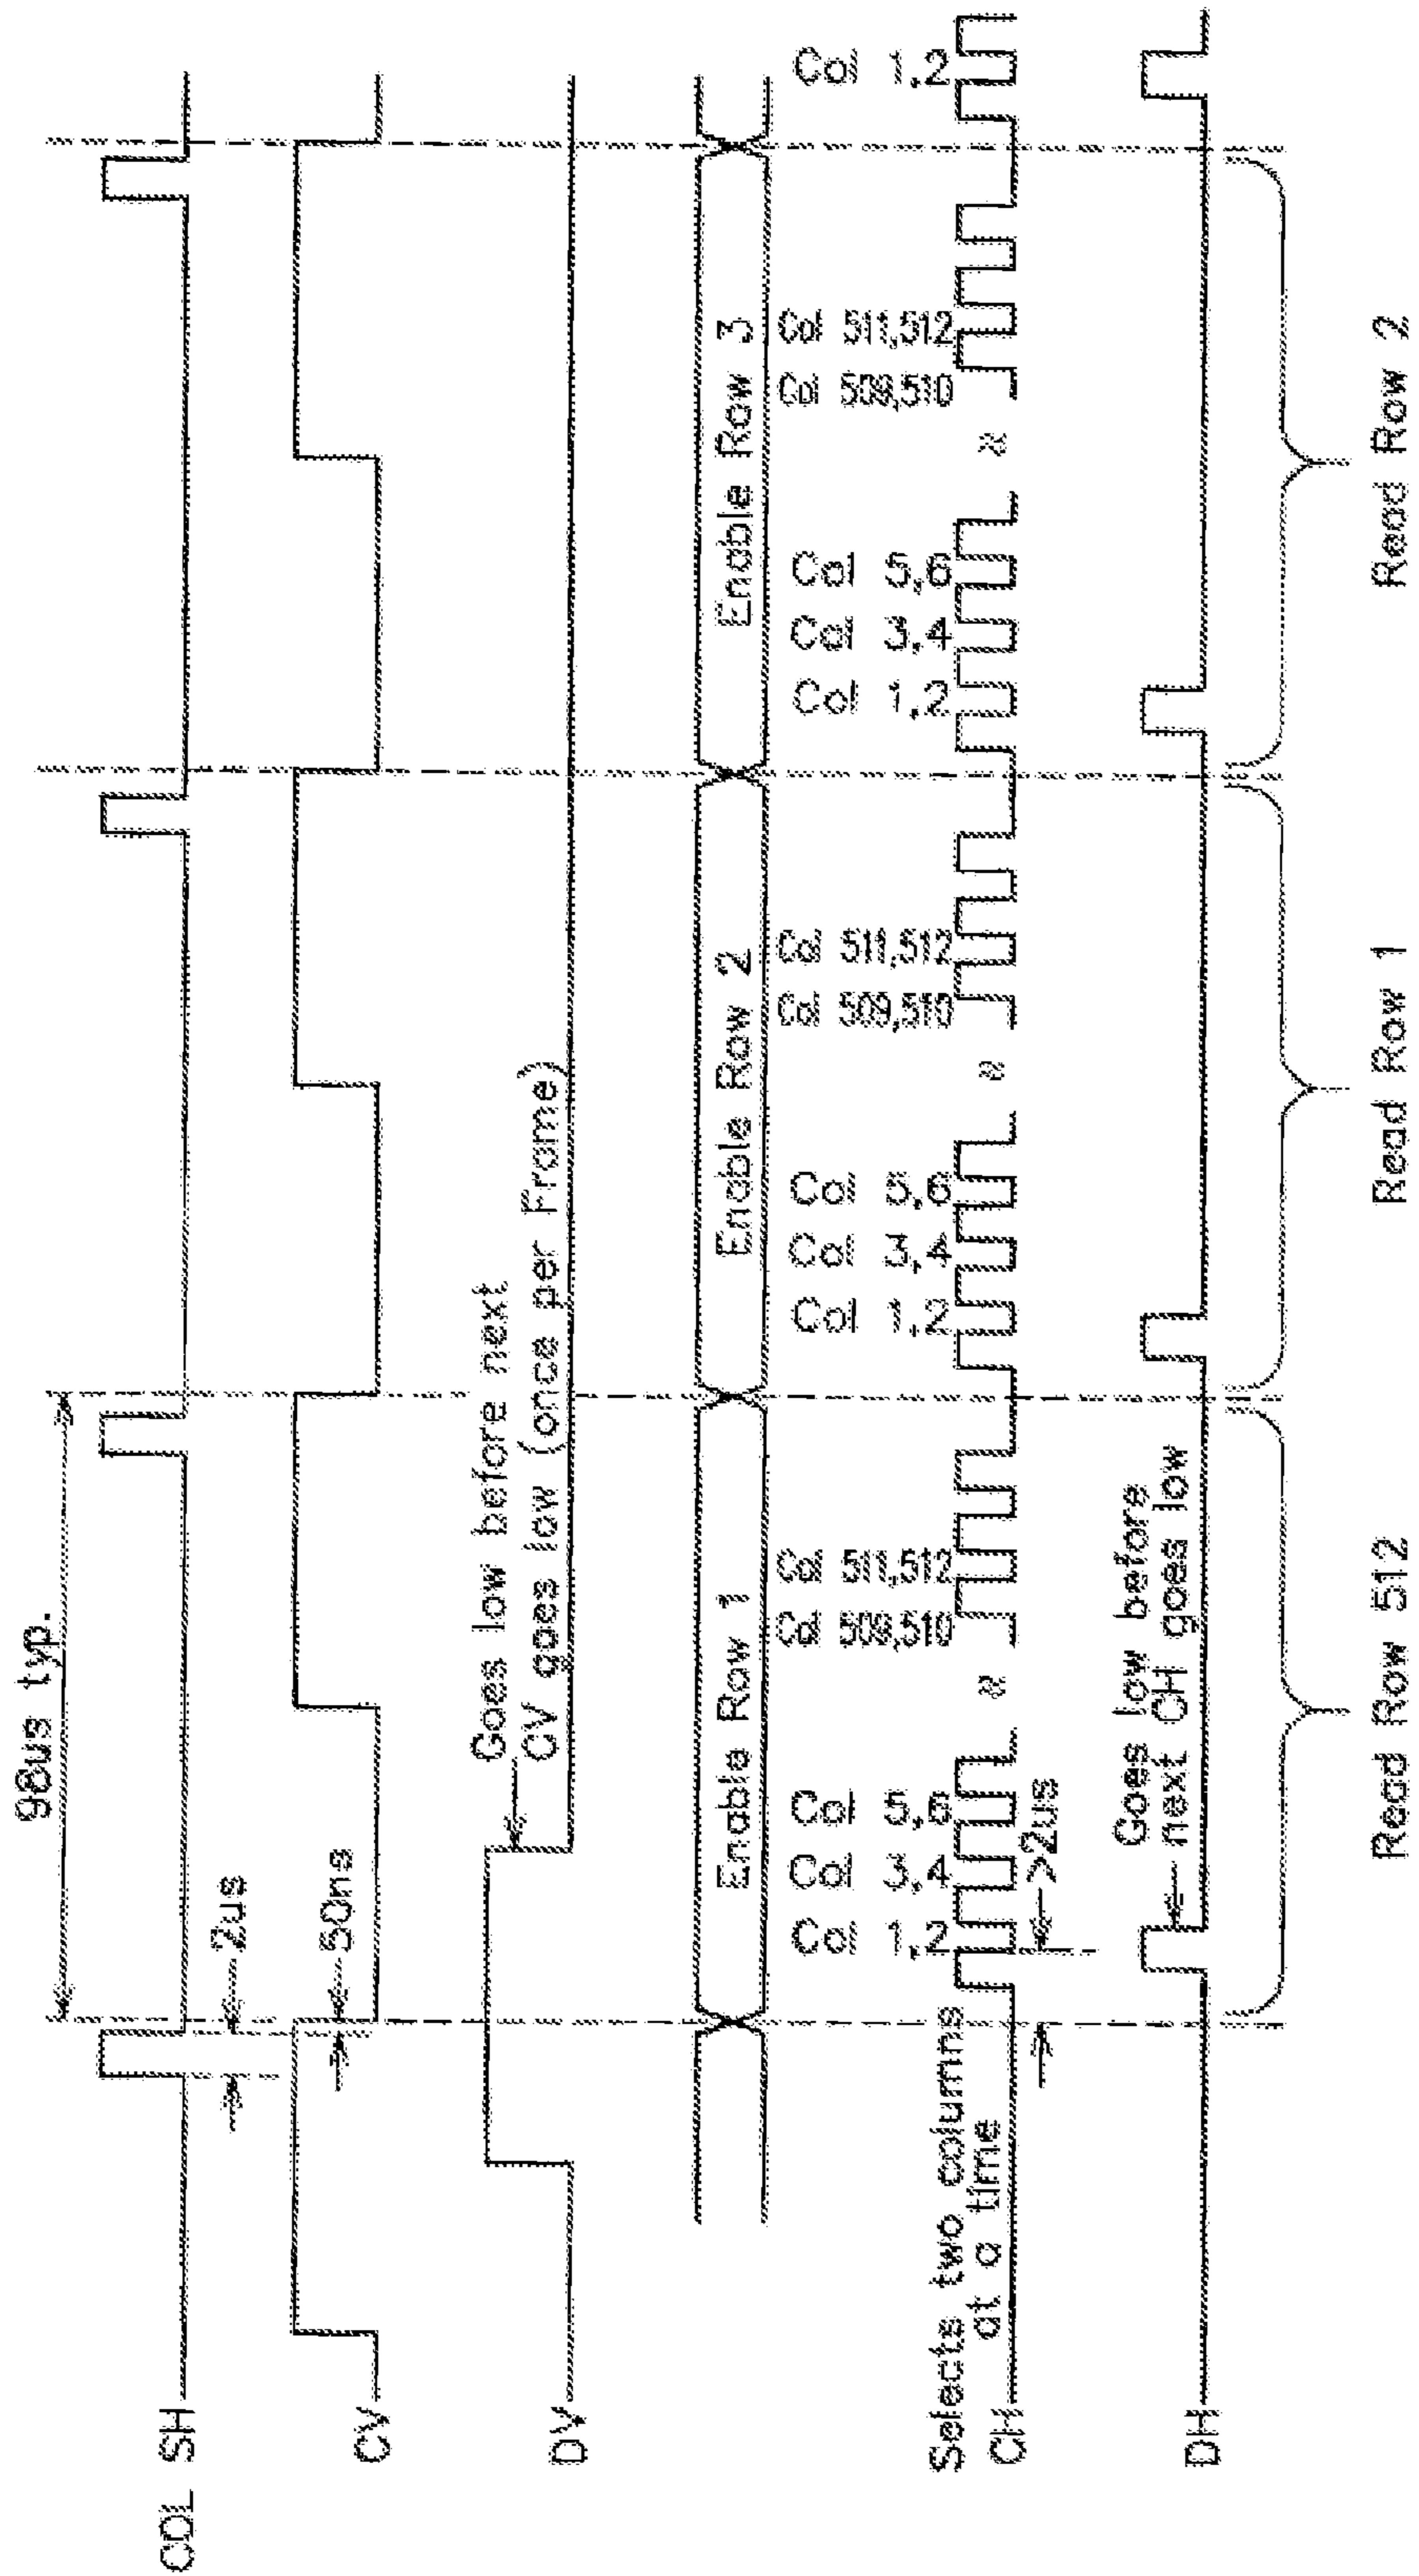 98us typ.
COL SH
2us
CV
50ns
DV
Goes low before next
CV goes low (once per Frame)
Enable Row 1
Enable Row 2
Enable Row 3
Selects two columns
at a time
Col 1,2
Col 3,4
Col 5,6
Col 509,510
Col 511,512
Col 1,2
Col 3,4
Col 5,6
Col 509,510
Col 511,512
Col 1,2
Col 3,4
Col 5,6
Col 509,510
Col 511,512
Col 1,2
CH
≈
≈
≈
>2us
Goes low before
next CH goes low
DH
Read Row 512
Read Row 1
Read Row 2